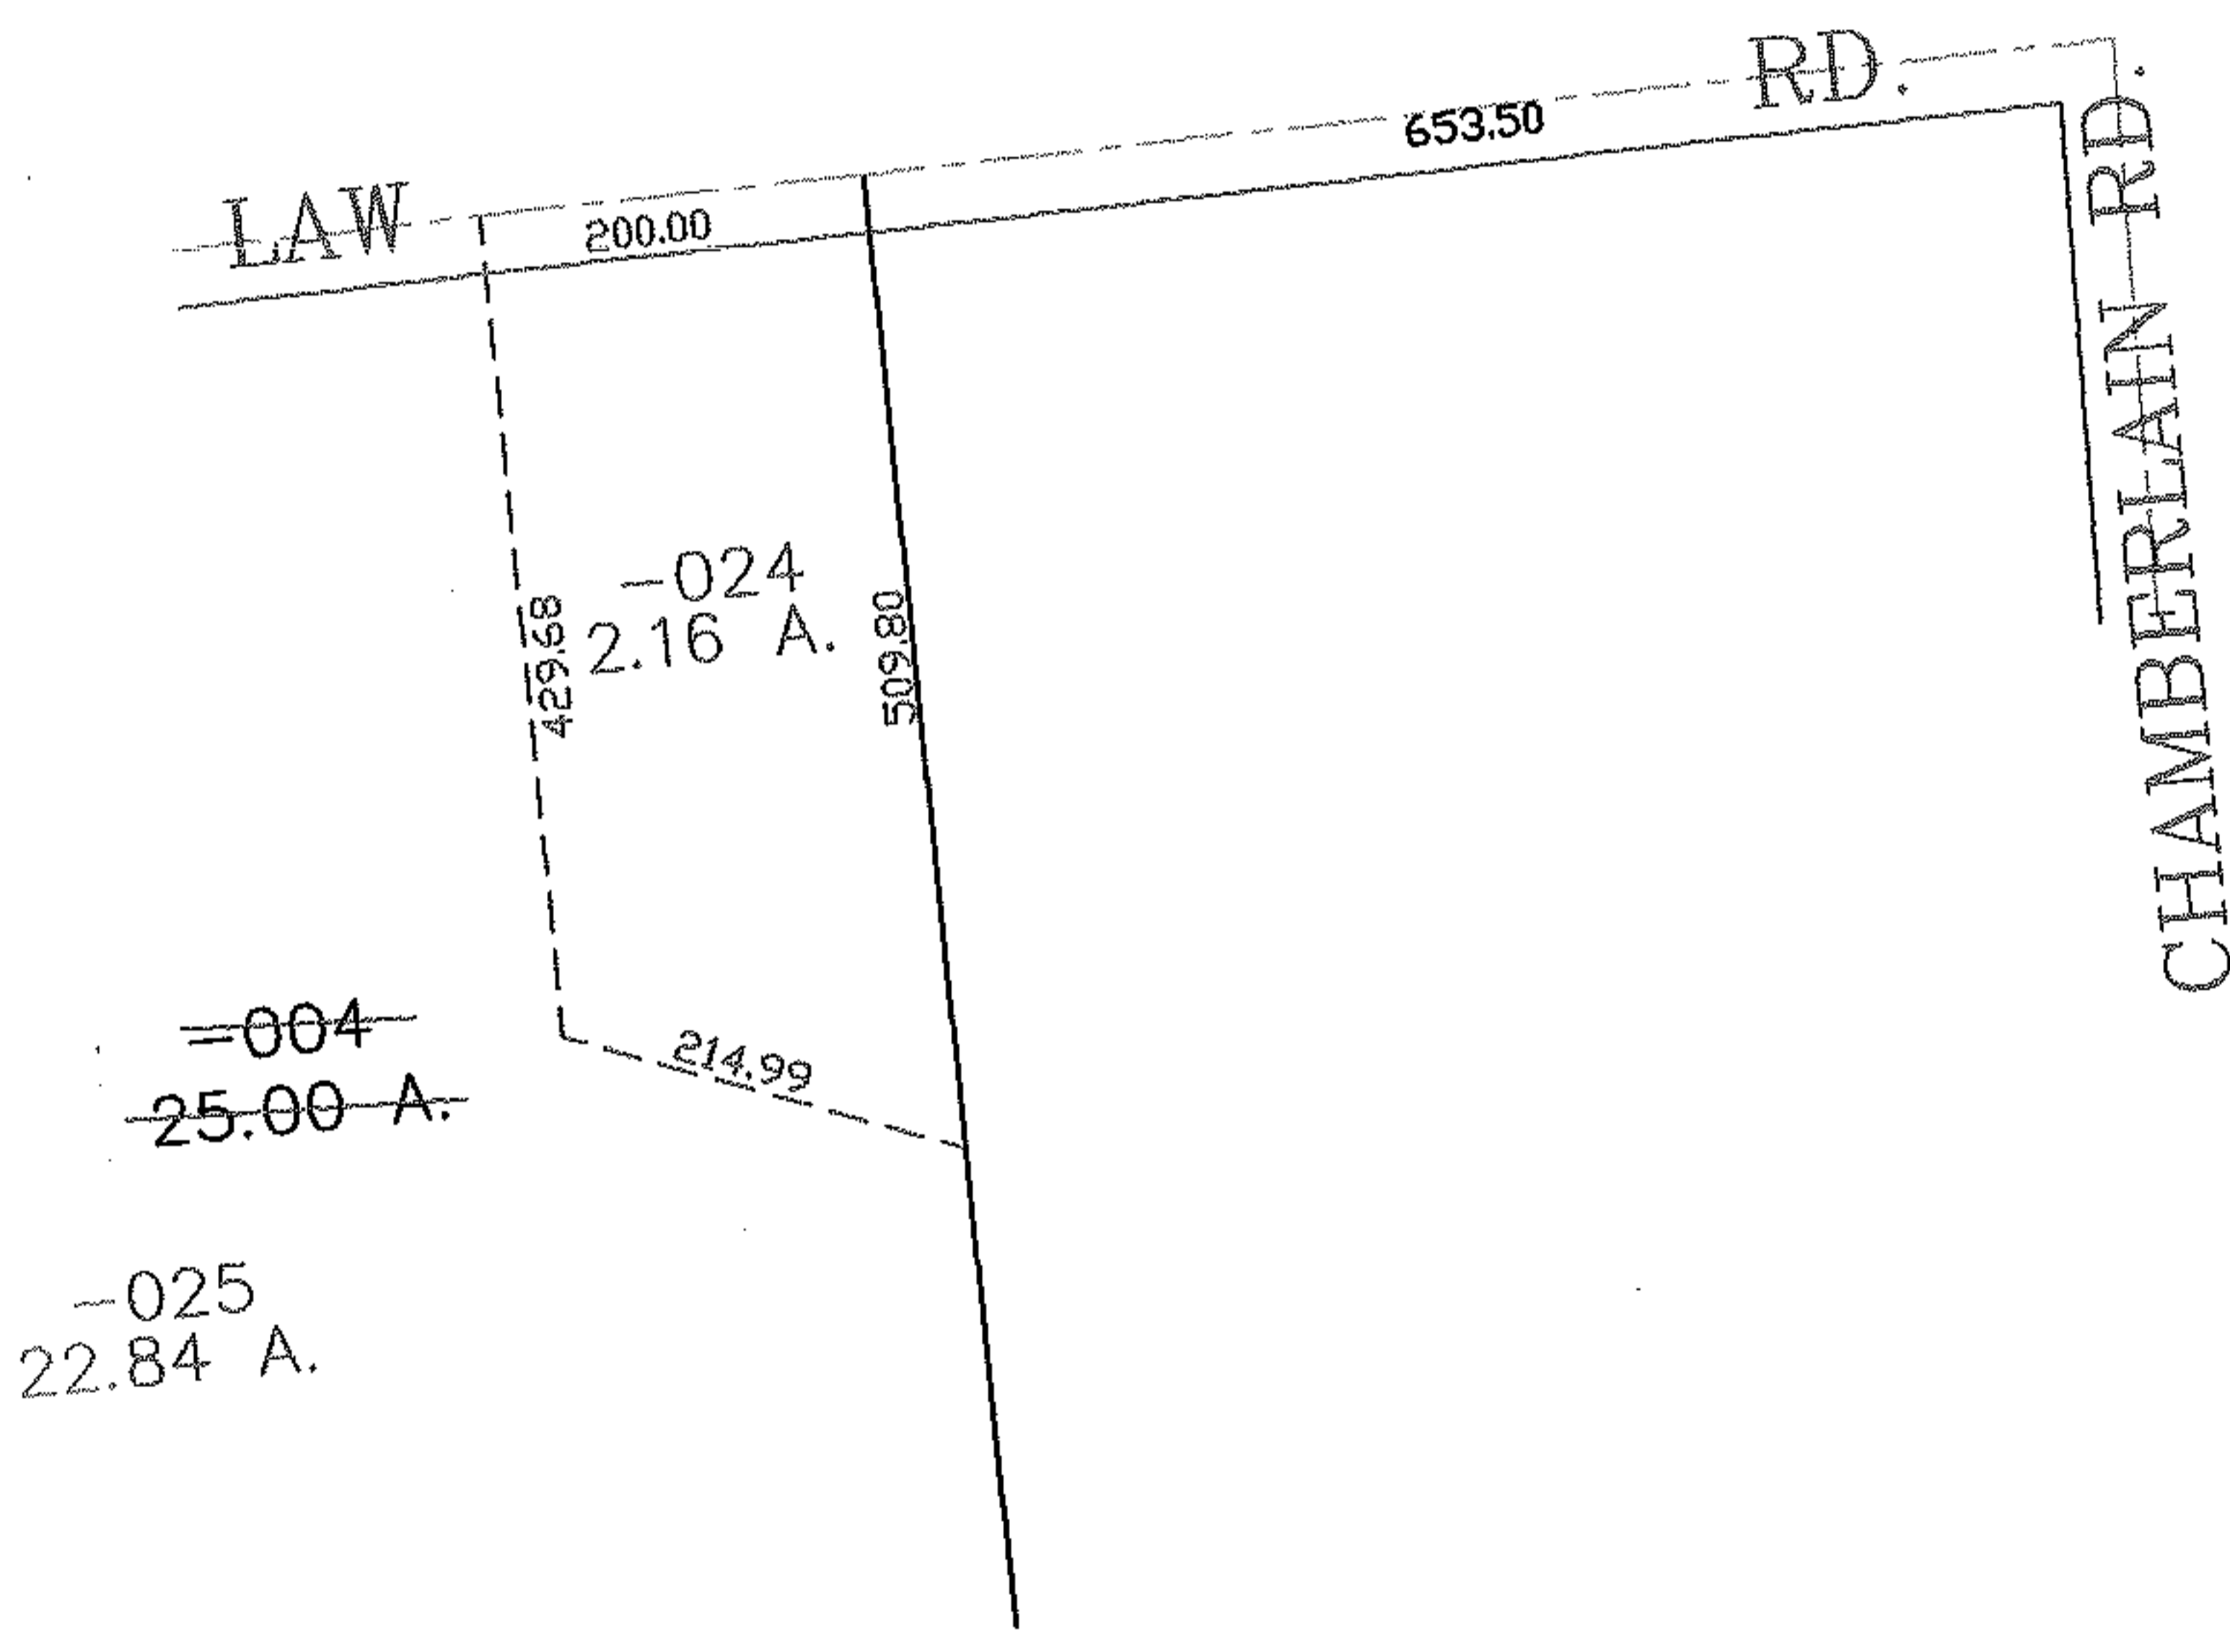 LAW RD.
653.50
200.00
CHAMBERLAIN RD.
-024
2.16 A.
429.68
509.80
214.99
-004
25.00 A.
-025
22.84 A.